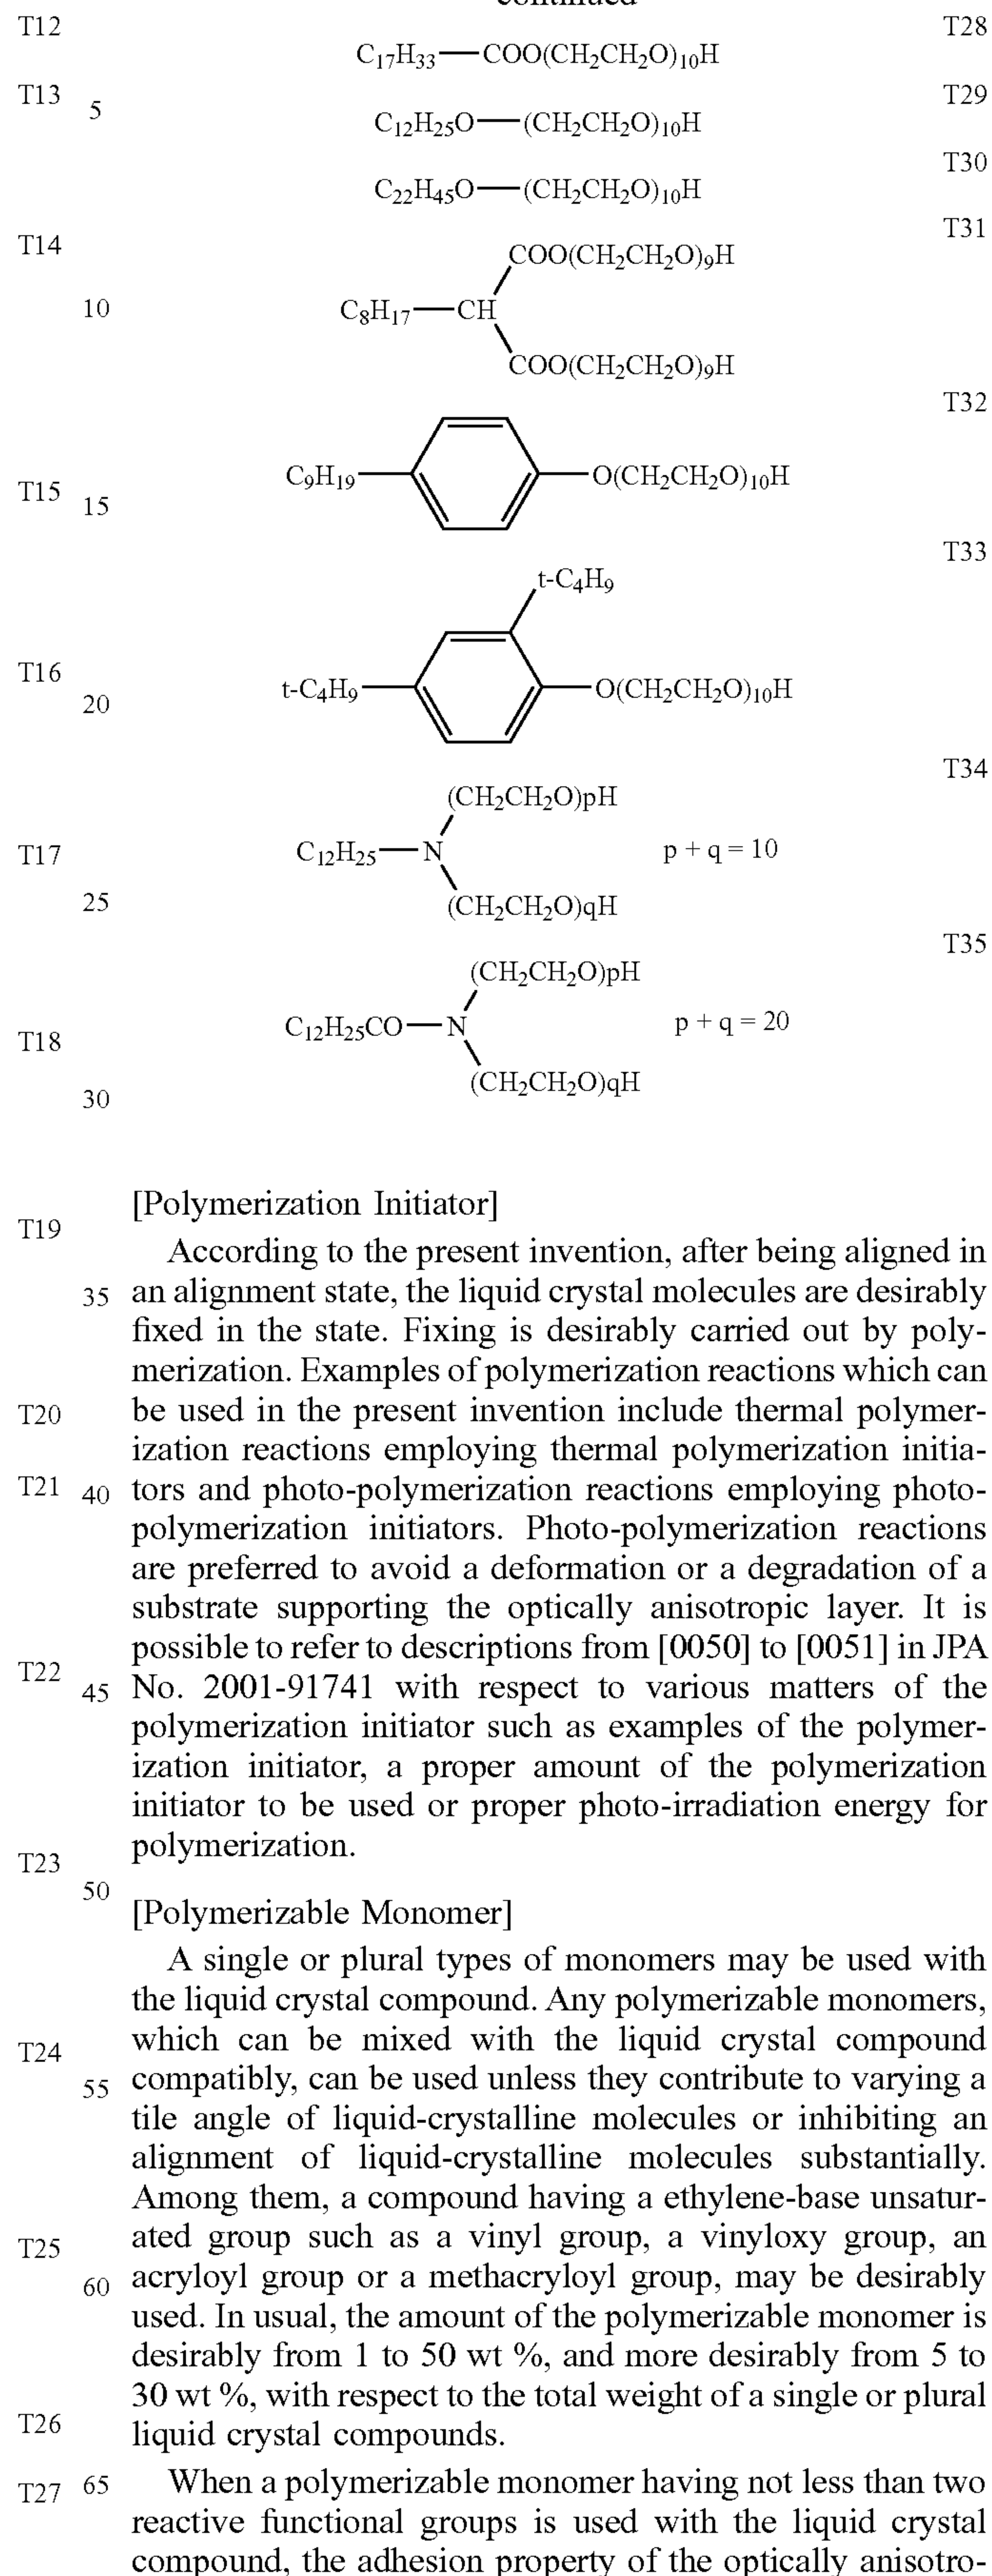 continued
T12
T28
C17H33—COO(CH2CH2O)10H
T13
5
T29
C12H25O—(CH2CH2O)10H
T30
C22H45O—(CH2CH2O)10H
T31
T14
COO(CH2CH2O)9H
10
C8H17—CH
COO(CH2CH2O)9H
T32
C9H19
O(CH2CH2O)10H
T15
15
T33
t-C4H9
T16
t-C4H9
O(CH2CH2O)10H
20
T34
(CH2CH2O)pH
T17
C12H25—N
p + q = 10
25
(CH2CH2O)qH
T35
(CH2CH2O)pH
C12H25CO—N
p + q = 20
T18
(CH2CH2O)qH
30
[Polymerization Initiator]
T19
According to the present invention, after being aligned in
35 an alignment state, the liquid crystal molecules are desirably
fixed in the state. Fixing is desirably carried out by poly-
merization. Examples of polymerization reactions which can
T20 be used in the present invention include thermal polymer-
ization reactions employing thermal polymerization initia-
T21 40 tors and photo-polymerization reactions employing photo-
polymerization initiators. Photo-polymerization reactions
are preferred to avoid a deformation or a degradation of a
substrate supporting the optically anisotropic layer. It is
possible to refer to descriptions from [0050] to [0051] in JPA
T22 45 No. 2001-91741 with respect to various matters of the
polymerization initiator such as examples of the polymer-
ization initiator, a proper amount of the polymerization
initiator to be used or proper photo-irradiation energy for
polymerization.
T23
50
[Polymerizable Monomer]
A single or plural types of monomers may be used with
the liquid crystal compound. Any polymerizable monomers,
T24 which can be mixed with the liquid crystal compound
55 compatibly, can be used unless they contribute to varying a
tile angle of liquid-crystalline molecules or inhibiting an
alignment of liquid-crystalline molecules substantially.
Among them, a compound having a ethylene-base unsatur-
T25 ated group such as a vinyl group, a vinyloxy group, an
60 acryloyl group or a methacryloyl group, may be desirably
used. In usual, the amount of the polymerizable monomer is
desirably from 1 to 50 wt %, and more desirably from 5 to
30 wt %, with respect to the total weight of a single or plural
T26 liquid crystal compounds.
T27 65 When a polymerizable monomer having not less than two
reactive functional groups is used with the liquid crystal
compound, the adhesion property of the optically anisotro-